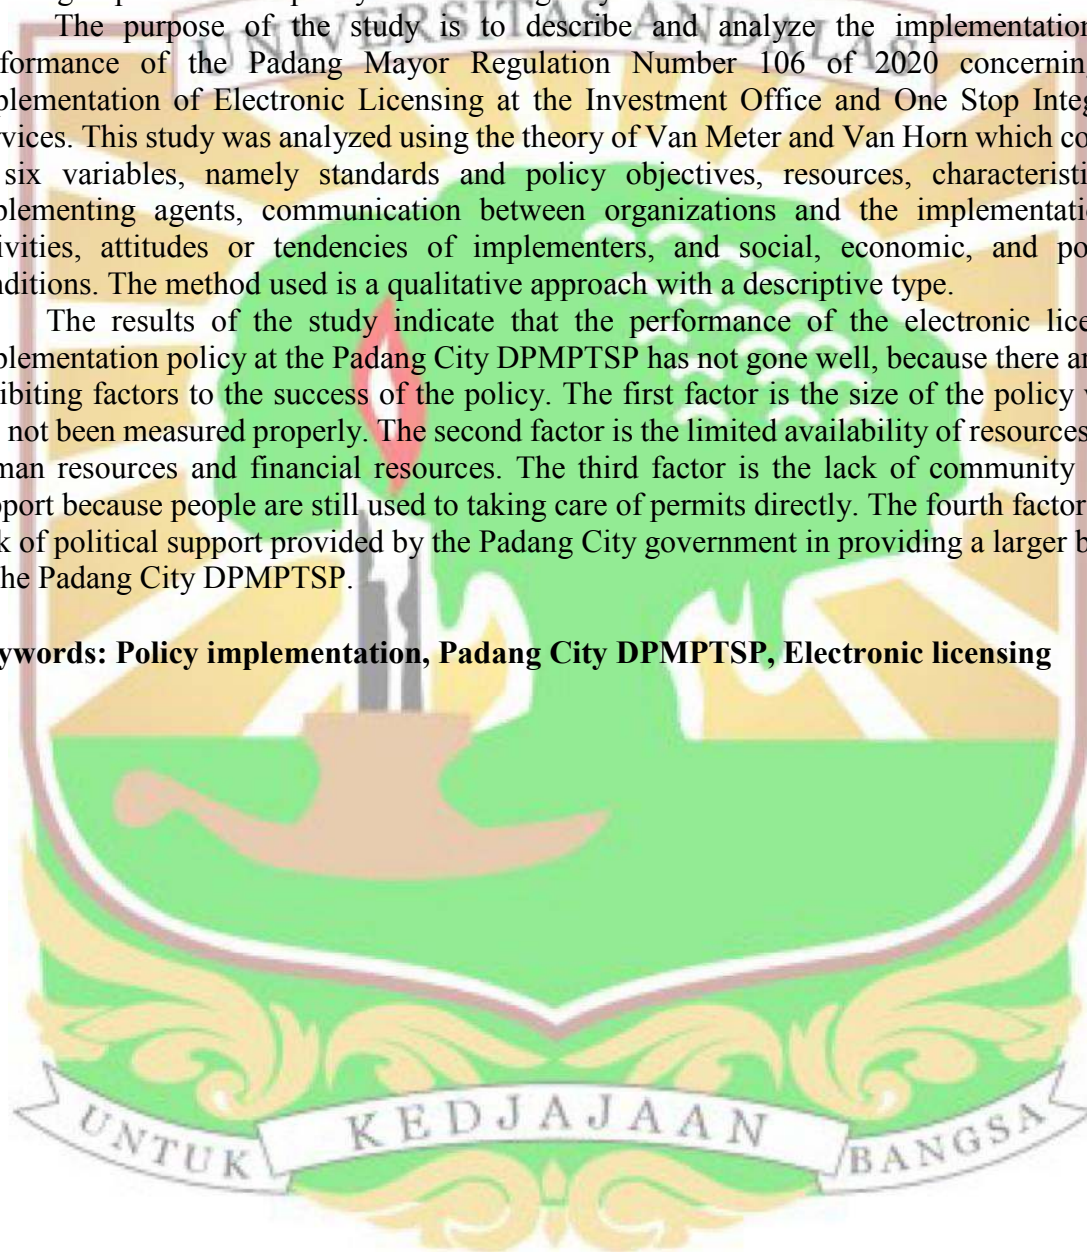 UNIVERSITAS ANDALAS
The purpose of the study is to describe and analyze the implementation
formance of the Padang Mayor Regulation Number 106 of 2020 concernin
plementation of Electronic Licensing at the Investment Office and One Stop Integ
vices. This study was analyzed using the theory of Van Meter and Van Horn which co
six variables, namely standards and policy objectives, resources, characteristi
plementing agents, communication between organizations and the implementati
ivities, attitudes or tendencies of implementers, and social, economic, and po
nditions. The method used is a qualitative approach with a descriptive type.
The results of the study indicate that the performance of the electronic lice
plementation policy at the Padang City DPMPTSP has not gone well, because there ar
ibiting factors to the success of the policy. The first factor is the size of the policy
not been measured properly. The second factor is the limited availability of resources
man resources and financial resources. The third factor is the lack of community
pport because people are still used to taking care of permits directly. The fourth factor
k of political support provided by the Padang City government in providing a larger b
he Padang City DPMPTSP.
ywords: Policy implementation, Padang City DPMPTSP, Electronic licensing
UNTUK KEDJAJAAN BANGSA